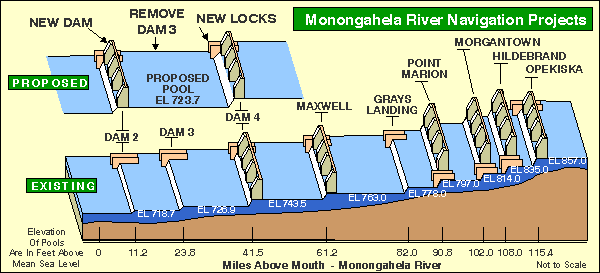 Monongahela River Navigation Projects
NEW DAM
REMOVE
DAM 3
NEW LOCKS
PROPOSED
PROPOSED
POOL
EL 723.7
MORGANTOWN
HILDEBRAND
OPEKISKA
POINT
MARION
GRAYS
LANDING
MAXWELL
DAM 2
DAM 3
DAM 4
EXISTING
EL 718.7
EL 726.9
EL 743.5
EL 763.0
EL 778.0
EL 797.0
EL 814.0
EL 835.0
EL 857.0
Elevation
Of Pools
Are In Feet Above
Mean Sea Level
0 11.2 23.8 41.5 61.2 82.0 90.8 102.0 108.0 115.4
Miles Above Mouth - Monongahela River
Not to Scale